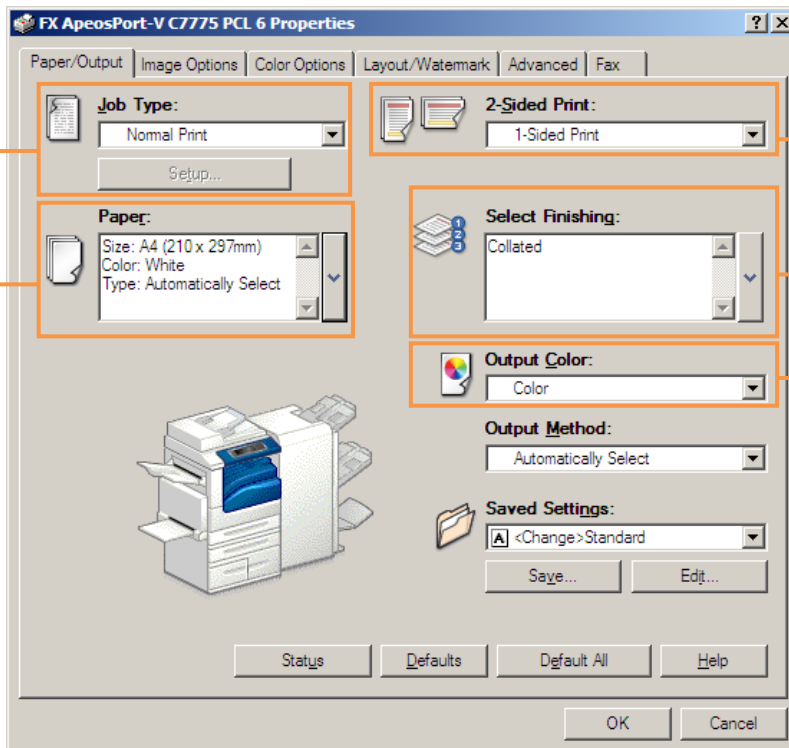 FX ApeosPort-V C7775 PCL 6 Properties
Paper/Output
Image Options
Color Options
Layout/Watermark
Advanced
Fax
Job Type:
Normal Print
Setup...
Paper:
Size: A4 (210 x 297mm)
Color: White
Type: Automatically Select
2-Sided Print:
1-Sided Print
1
2
3
Select Finishing:
Collated
Output Color:
Color
Output Method:
Automatically Select
Saved Settings:
A <Change>Standard
Save...
Edit...
Status
Defaults
Default All
Help
OK
Cancel